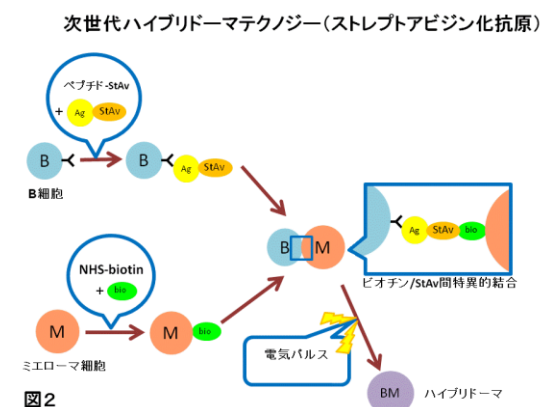 次世代ハイブリドーマテクノジー(ストレプトアビジン化抗原)
ペプチド-StAv
+ Ag StAv
B
B Ag StAv
B細胞
B M
Ag StAv bio
ビオチン/StAv間特異的結合
NHS-biotin
+ bio
M
M bio
ミエローマ細胞
電気パルス
BM ハイブリドーマ
図2